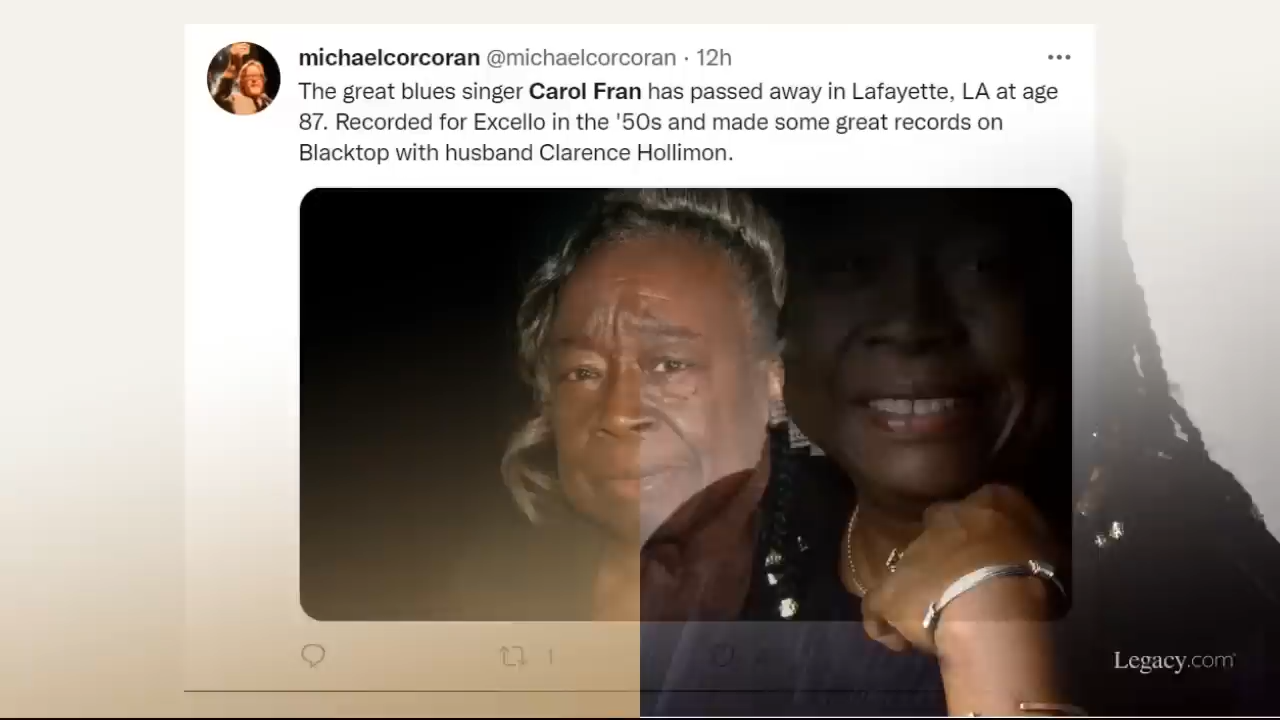 michaelcorcoran @michaelcorcoran · 12h
The great blues singer Carol Fran has passed away in Lafayette, LA at age
87. Recorded for Excello in the '50s and made some great records on
Blacktop with husband Clarence Hollimon.
1
Legacy.com